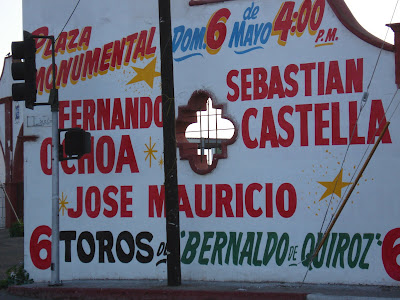 PLAZA
MONUMENTAL
DOM. 6 de MAYO 4:00 P.M.
FERNANDO
OCHOA
SEBASTIAN
CASTELLA
JOSE MAURICIO
6 TOROS DE "BERNALDO DE QUIROZ" 6